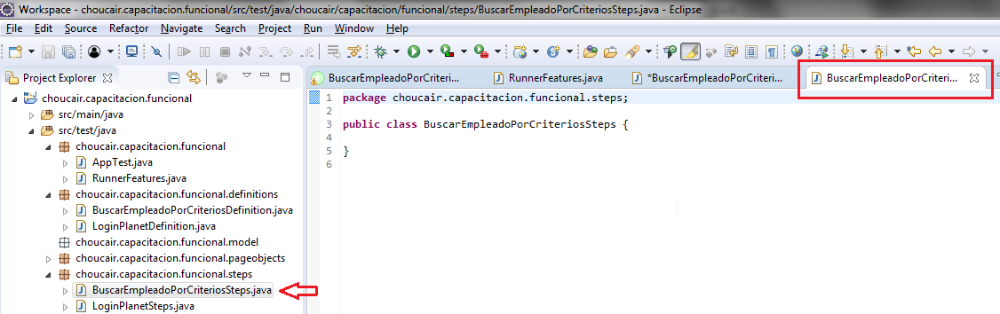 Workspace - choucair.capacitacion.funcional/src/test/java/choucair/capacitacion/funcional/steps/BuscarEmpleadoPorCriteriosSteps.java - Eclipse
File Edit Source Refactor Navigate Search Project Run Window Help
Project Explorer
BuscarEmpleadoPorCriteri... RunnerFeatures.java *BuscarEmpleadoPorCriteri... BuscarEmpleadoPorCriteri...
choucair.capacitacion.funcional
src/main/java
src/test/java
choucair.capacitacion.funcional
AppTest.java
RunnerFeatures.java
choucair.capacitacion.funcional.definitions
BuscarEmpleadoPorCriteriosDefinition.java
LoginPlanetDefinition.java
choucair.capacitacion.funcional.model
choucair.capacitacion.funcional.pageobjects
choucair.capacitacion.funcional.steps
BuscarEmpleadoPorCriteriosSteps.java
LoginPlanetSteps.java
1 package choucair.capacitacion.funcional.steps;
2
3 public class BuscarEmpleadoPorCriteriosSteps {
4
5 }
6